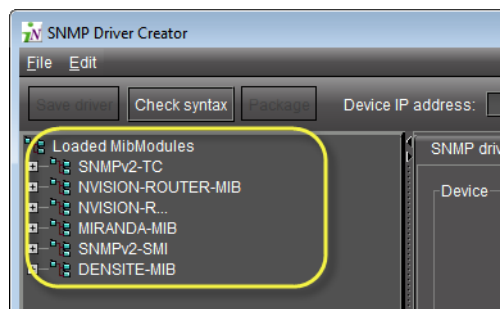 SNMP Driver Creator
File Edit
Save driver Check syntax Package Device IP address:
Loaded MibModules
SNMPv2-TC
NVISION-ROUTER-MIB
NVISION-R...
MIRANDA-MIB
SNMPv2-SMI
DENSITE-MIB
SNMP driv
Device